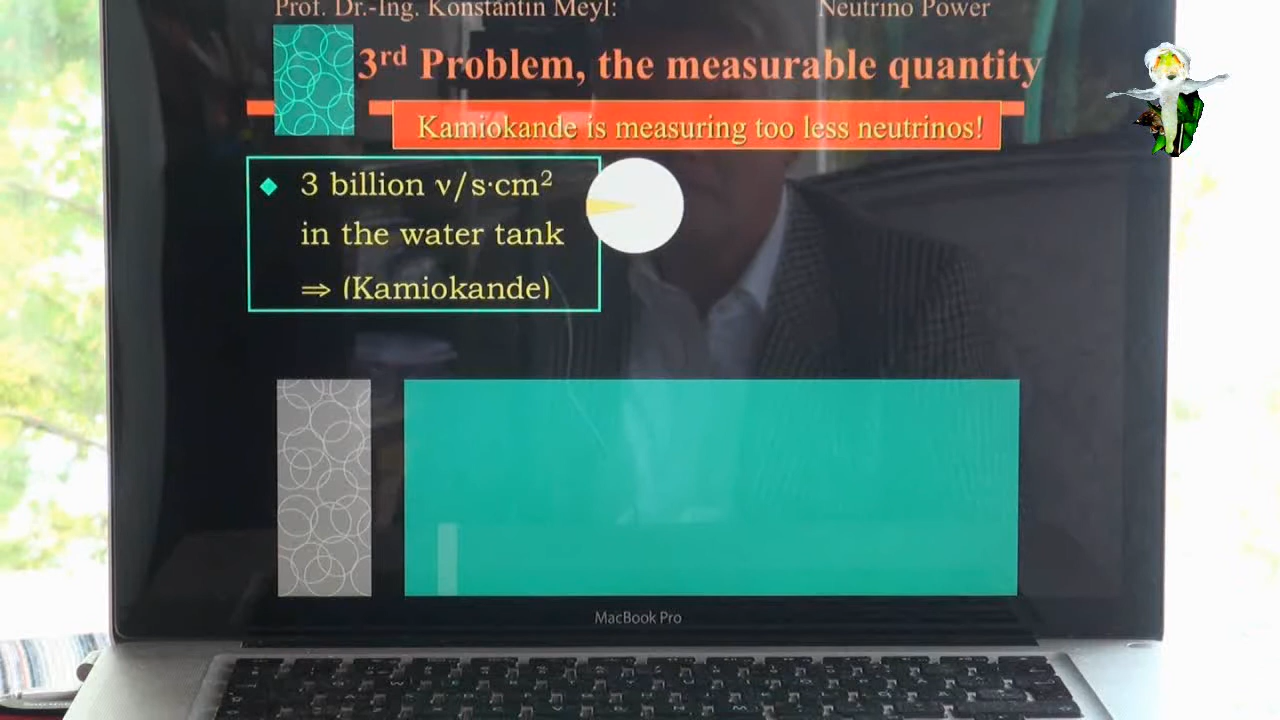 Prof. Dr.-Ing. Konstantin Meyl: Neutrino Power
3rd Problem, the measurable quantity
Kamiokande is measuring too less neutrinos!
3 billion ν/s·cm²
in the water tank
⇒ (Kamiokande)
MacBook Pro